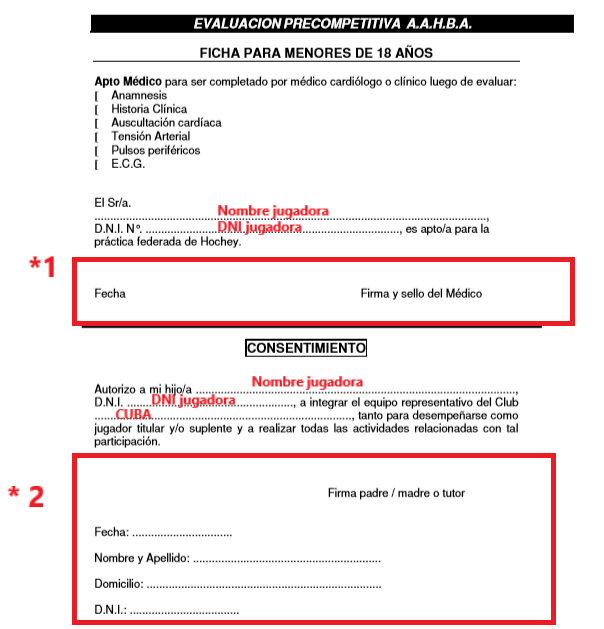 EVALUACION PRECOMPETITIVA A.A.H.B.A.
FICHA PARA MENORES DE 18 AÑOS
Apto Médico para ser completado por médico cardiólogo o clínico luego de evaluar:
[ Anamnesis
[ Historia Clínica
[ Auscultación cardíaca
[ Tensión Arterial
[ Pulsos periféricos
[ E.C.G.
El Sr/a.
Nombre jugadora
..............................................................................................................................,
D.N.I. Nº. ........................DNI jugadora................................, es apto/a para la
práctica federada de Hochey.
*1
Fecha Firma y sello del Médico
CONSENTIMIENTO
Nombre jugadora
Autorizo a mi hijo/a .......................................................................................................,
D.N.I. ........DNI jugadora...................., a integrar el equipo representativo del Club
.......CUBA................................................................, tanto para desempeñarse como
jugador titular y/o suplente y a realizar todas las actividades relacionadas con tal
participación.
* 2
Firma padre / madre o tutor
Fecha: ................................
Nombre y Apellido: ............................................................
Domicilio: ...........................................................................
D.N.I.: ...................................